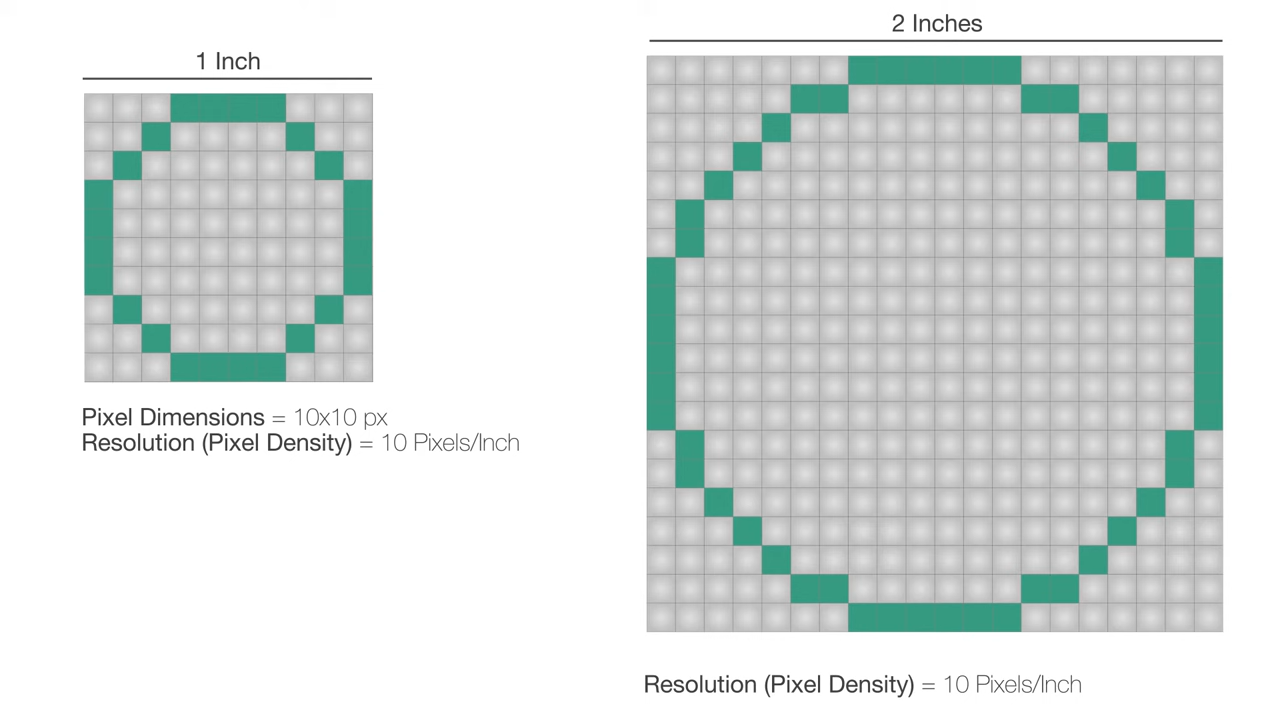 1 Inch
Pixel Dimensions = 10x10 px
Resolution (Pixel Density) = 10 Pixels/Inch
2 Inches
Resolution (Pixel Density) = 10 Pixels/Inch